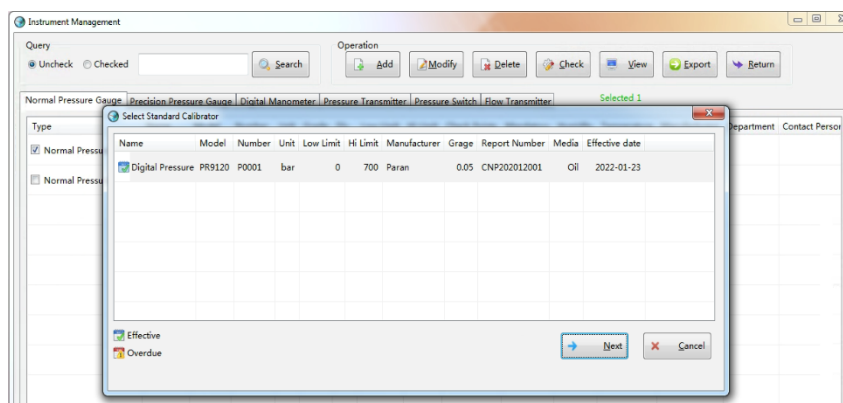 Instrument Management
Query
Operation
Uncheck Checked Search Add Modify Delete Check View Export Return
Normal Pressure Gauge Precision Pressure Gauge Digital Manometer Pressure Transmitter Pressure Switch Flow Transmitter Selected 1
Select Standard Calibrator
Type Department Contact Person
Name Model Number Unit Low Limit Hi Limit Manufacturer Grage Report Number Media Effective date
Normal Pressu
Digital Pressure PR9120 P0001 bar 0 700 Paran 0.05 CNP202012001 Oil 2022-01-23
Normal Pressu
Effective
Overdue
Next Cancel